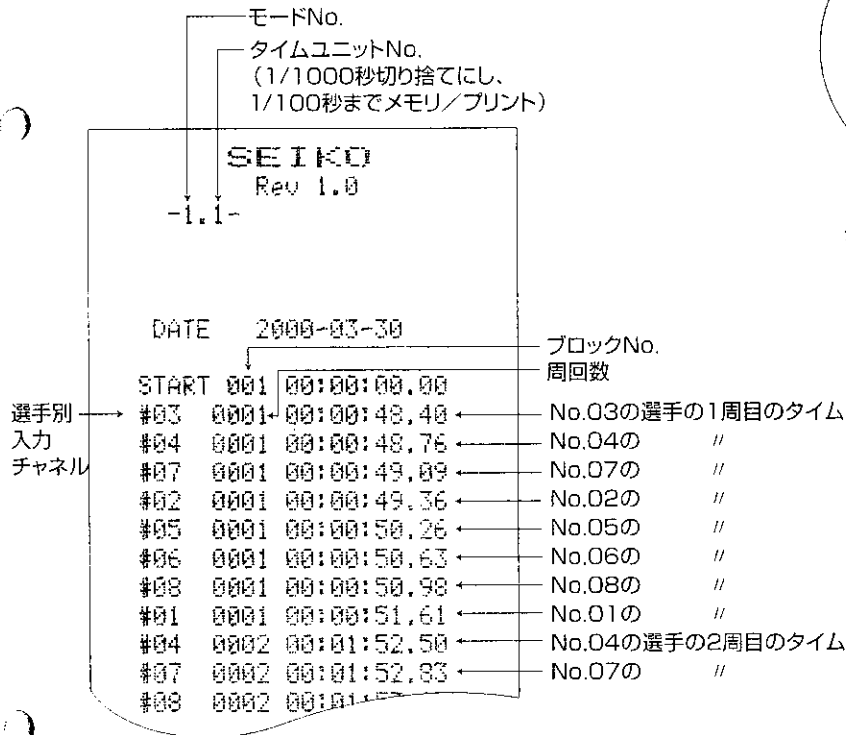 モードNo.
タイムユニットNo.
(1/1000秒切り捨てにし、
1/100秒までメモリ/プリント)
SEIKO
Rev 1.0
-1.1-
DATE 2000-03-30
ブロックNo.
周回数
START 001 00:00:00.00
選手別
入力
チャネル
#03 0001 00:00:48.40 No.03の選手の1周目のタイム
#04 0001 00:00:48.76 No.04の 〃
#07 0001 00:00:49.09 No.07の 〃
#02 0001 00:00:49.36 No.02の 〃
#05 0001 00:00:50.26 No.05の 〃
#06 0001 00:00:50.63 No.06の 〃
#08 0001 00:00:50.98 No.08の 〃
#01 0001 00:00:51.61 No.01の 〃
#04 0002 00:01:52.50 No.04の選手の2周目のタイム
#07 0002 00:01:52.83 No.07の 〃
#08 0002 00:01